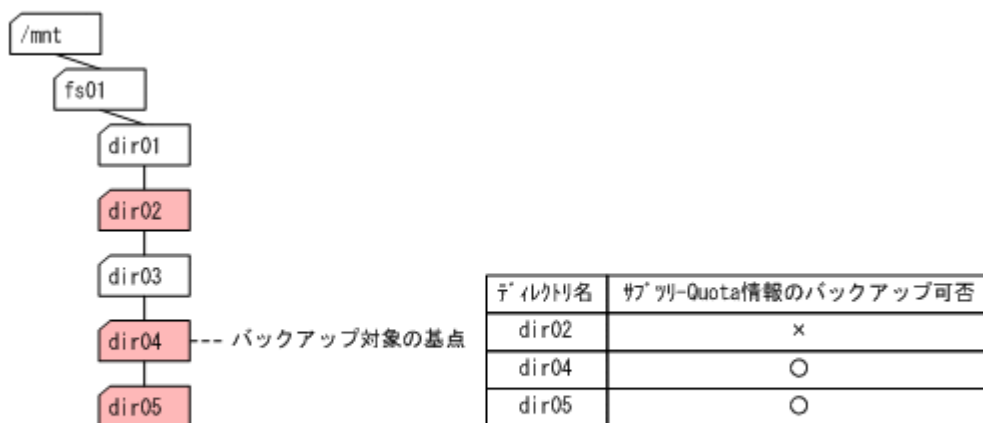 /mnt
fs01
dir01
dir02
dir03
dir04 --- バックアップ対象の基点
dir05
ディレクトリ名 サブツリーQuota情報のバックアップ可否
dir02 ×
dir04 ○
dir05 ○